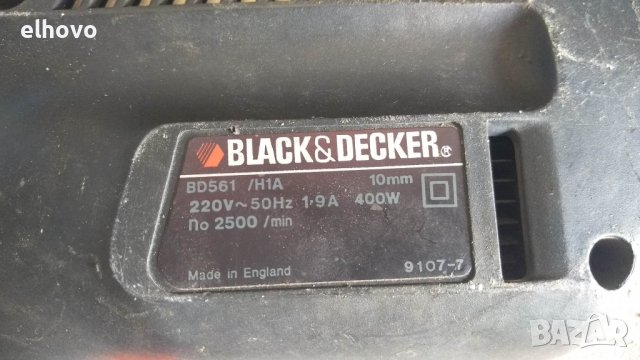 elhovo
BLACK&DECKER®
BD561 /H1A 10mm
220V~50Hz 1·9A 400W
no 2500/min
Made in England 9107-7
BAZAR